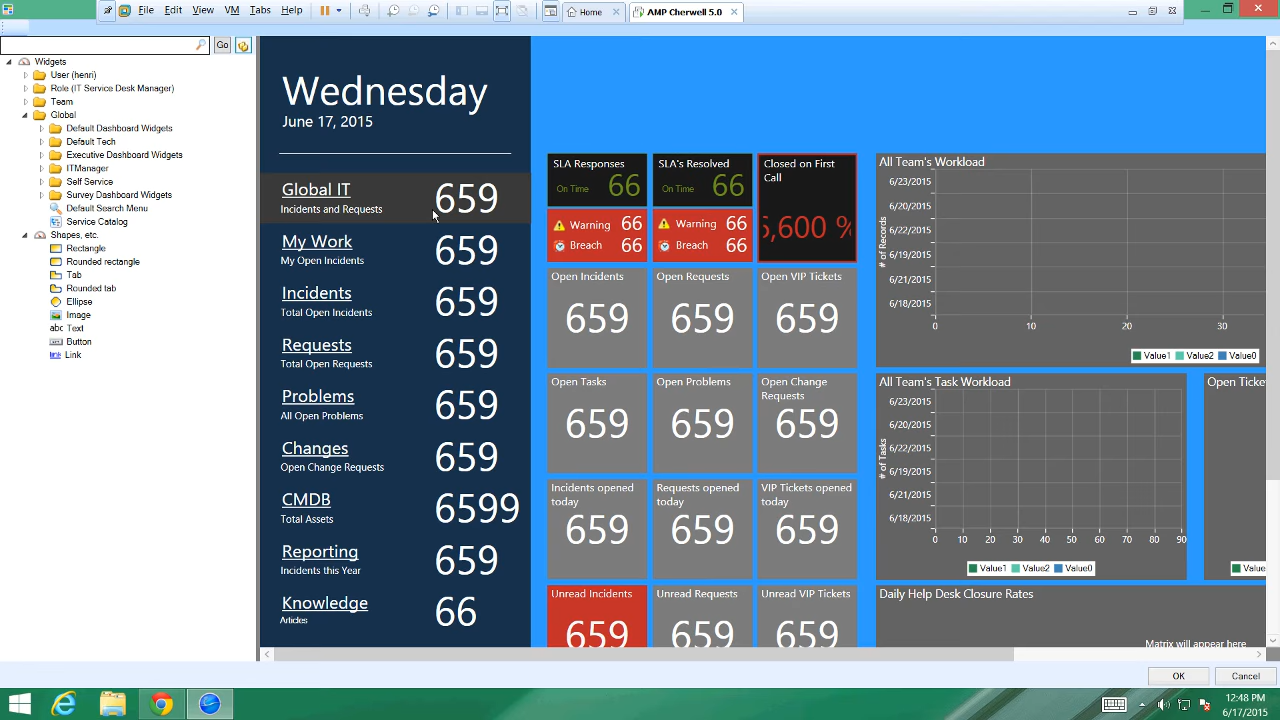 File Edit View VM Tabs Help
Home
AMP Cherwell 5.0
Go
Widgets
User (henri)
Role (IT Service Desk Manager)
Team
Global
Default Dashboard Widgets
Default Tech
Executive Dashboard Widgets
ITManager
Self Service
Survey Dashboard Widgets
Default Search Menu
Service Catalog
Shapes, etc.
Rectangle
Rounded rectangle
Tab
Rounded tab
Ellipse
Image
abc Text
Button
Link
Wednesday
June 17, 2015
Global IT
Incidents and Requests
659
My Work
My Open Incidents
659
Incidents
Total Open Incidents
659
Requests
Total Open Requests
659
Problems
All Open Problems
659
Changes
Open Change Requests
659
CMDB
Total Assets
6599
Reporting
Incidents this Year
659
Knowledge
Articles
66
SLA Responses
On Time 66
Warning 66
Breach 66
SLA's Resolved
On Time 66
Warning 66
Breach 66
Closed on First
Call
,600 %
Open Incidents
659
Open Requests
659
Open VIP Tickets
659
Open Tasks
659
Open Problems
659
Open Change
Requests
659
Incidents opened
today
659
Requests opened
today
659
VIP Tickets opened
today
659
Unread Incidents
659
Unread Requests
659
Unread VIP Tickets
659
All Team's Workload
# of Records
6/23/2015
6/20/2015
6/22/2015
6/19/2015
6/21/2015
6/18/2015
0 10 20 30
Value1 Value2 Value0
All Team's Task Workload
# of Tasks
6/23/2015
6/20/2015
6/22/2015
6/19/2015
6/21/2015
6/18/2015
0 10 20 30 40 50 60 70 80 90
Value1 Value2 Value0
Open Ticke
Value
Daily Help Desk Closure Rates
Matrix will appear here
OK
Cancel
12:48 PM
6/17/2015